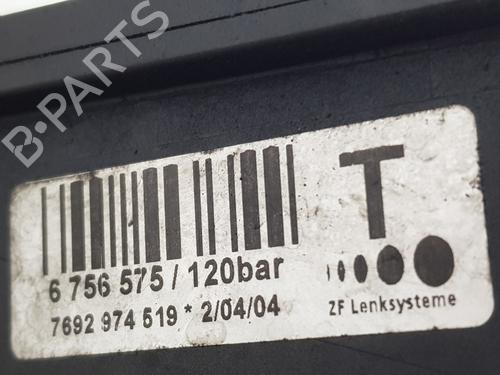 B-PARTS
T
6 756 575 / 120bar
7692 974 519 * 2/04/04
ZF Lenksysteme